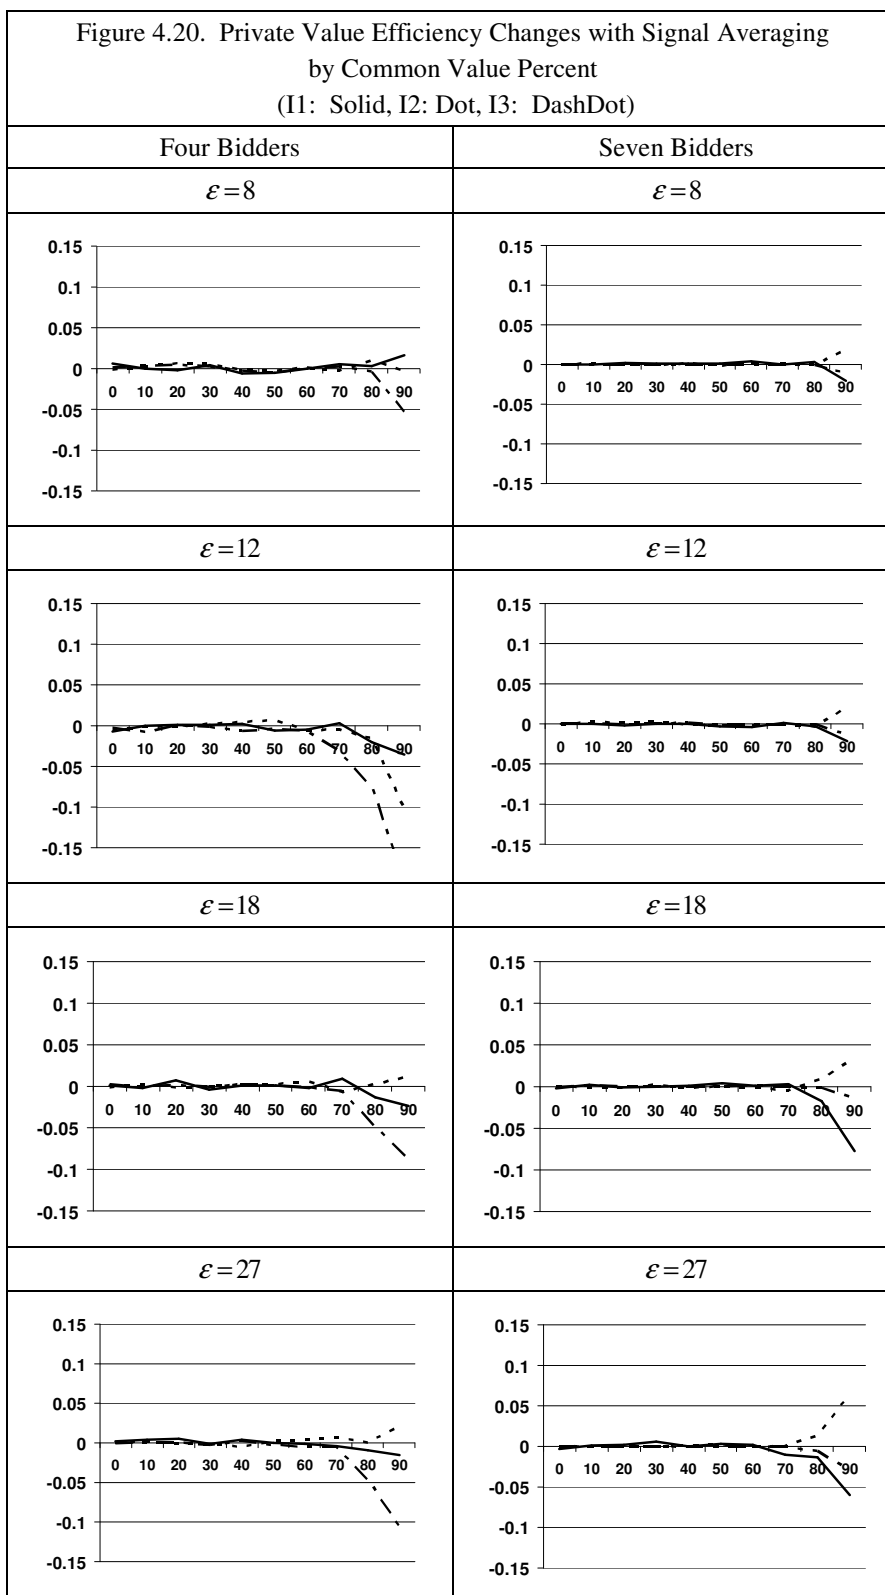 Figure 4.20. Private Value Efficiency Changes with Signal Averaging
by Common Value Percent
(I1: Solid, I2: Dot, I3: DashDot)
Four Bidders
Seven Bidders
ε=8
ε=8
0.15
0.1
0.05
0
-0.05
-0.1
-0.15
0 10 20 30 40 50 60 70 80 90
0.15
0.1
0.05
0
-0.05
-0.1
-0.15
0 10 20 30 40 50 60 70 80 90
ε=12
ε=12
0.15
0.1
0.05
0
-0.05
-0.1
-0.15
0 10 20 30 40 50 60 70 80 90
0.15
0.1
0.05
0
-0.05
-0.1
-0.15
0 10 20 30 40 50 60 70 80 90
ε=18
ε=18
0.15
0.1
0.05
0
-0.05
-0.1
-0.15
0 10 20 30 40 50 60 70 80 90
0.15
0.1
0.05
0
-0.05
-0.1
-0.15
0 10 20 30 40 50 60 70 80 90
ε=27
ε=27
0.15
0.1
0.05
0
-0.05
-0.1
-0.15
0 10 20 30 40 50 60 70 80 90
0.15
0.1
0.05
0
-0.05
-0.1
-0.15
0 10 20 30 40 50 60 70 80 90